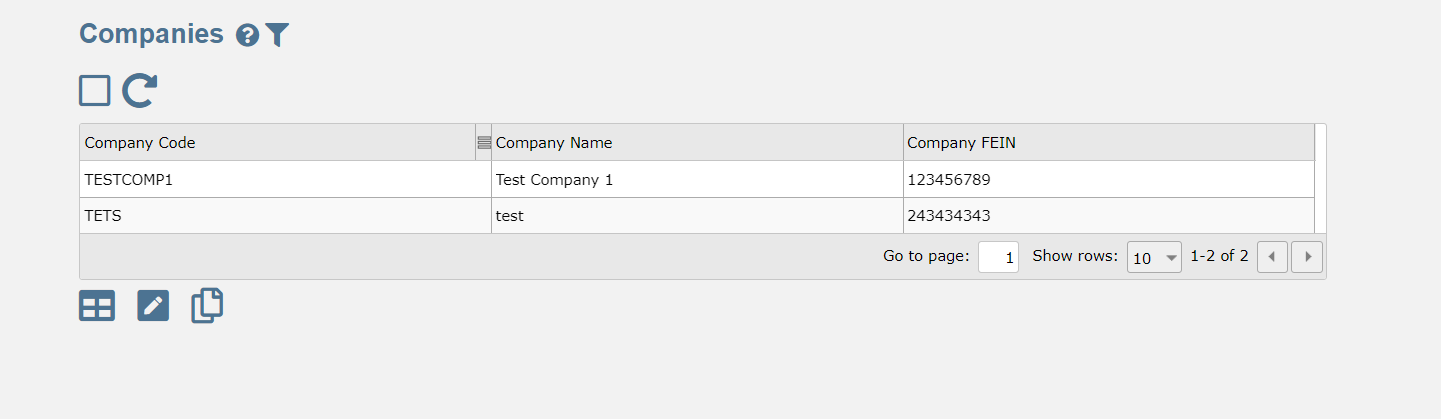 Companies
Company Code Company Name Company FEIN
TESTCOMP1 Test Company 1 123456789
TETS test 243434343
Go to page: 1 Show rows: 10 1-2 of 2